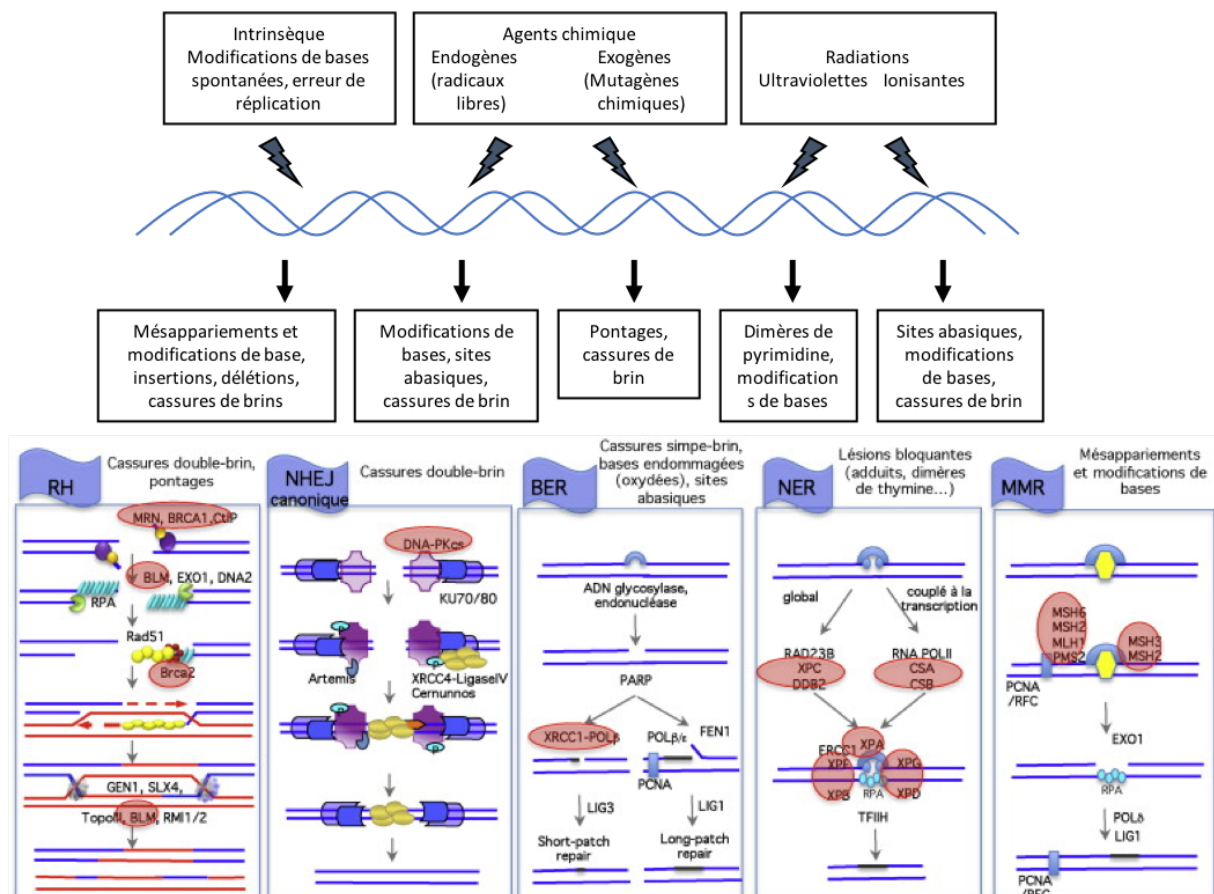 Intrinsèque
Modifications de bases
spontanées, erreur de
réplication
Agents chimique
Endogènes
(radicaux
libres)
Exogènes
(Mutagènes
chimiques)
Radiations
Ultraviolettes Ionisantes
Mésappariements et
modifications de base,
insertions, délétions,
cassures de brins
Modifications de
bases, sites
abasiques,
cassures de brin
Pontages,
cassures de
brin
Dimères de
pyrimidine,
modification
s de bases
Sites abasiques,
modifications
de bases,
cassures de brin
RH
Cassures double-brin,
pontages
MRN, BRCA1,CtIP
BLM, EXO1, DNA2
RPA
Rad51
Brca2
GEN1, SLX4,
TopoIII, BLM, RMI1/2
NHEJ
canonique
Cassures double-brin
DNA-PKcs
KU70/80
Artemis
XRCC4-LigaseIV
Cernunnos
BER
Cassures simpe-brin,
bases endommagées
(oxydées), sites
abasiques
ADN glycosylase,
endonucléase
PARP
XRCC1-POLβ
POLβ/ε
FEN1
PCNA
LIG3
LIG1
Short-patch
repair
Long-patch
repair
NER
Lésions bloquantes
(adduits, dimères
de thymine...)
global
couplé à la
transcription
RAD23B
XPC
DDB2
RNA POLII
CSA
CSB
ERCC1
XPA
XPF
XPG
XPB
RPA
XPD
TFIIH
MMR
Mésappariements
et modifications de
bases
MSH6
MSH2
MLH1
PMS2
MSH3
MSH2
PCNA
/RFC
EXO1
RPA
POLδ
LIG1
PCNA
/RFC